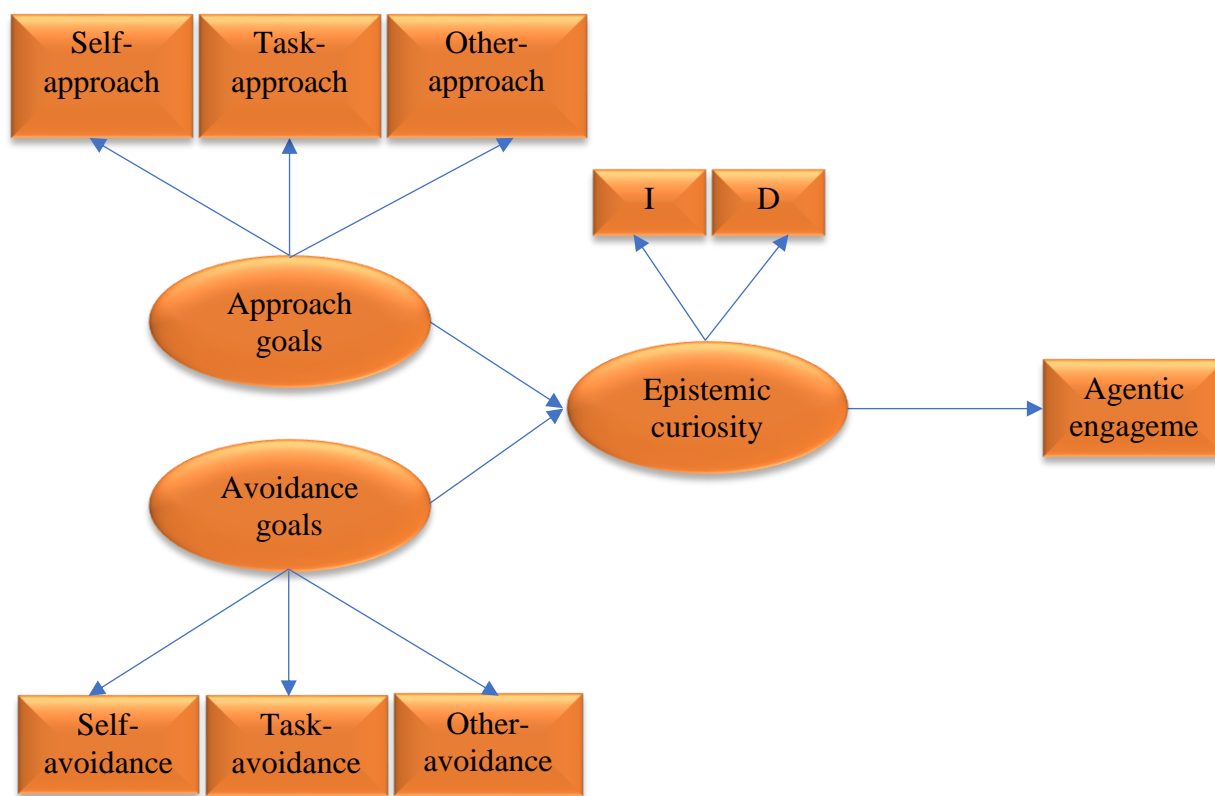 Self-
approach
Task-
approach
Other-
approach
I
D
Approach
goals
Epistemic
curiosity
Agentic
engageme
Avoidance
goals
Self-
avoidance
Task-
avoidance
Other-
avoidance